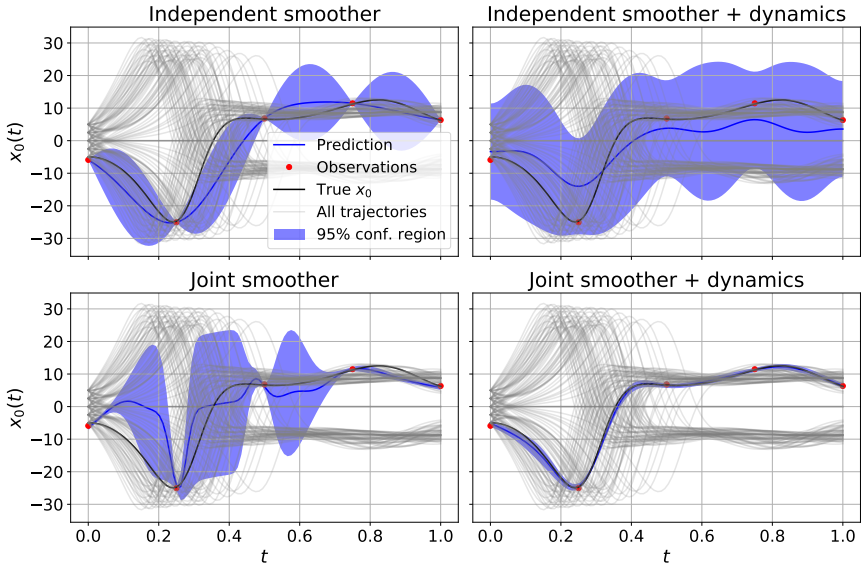 Independent smoother
Independent smoother + dynamics
30
20
10
0
−10
−20
−30
x₀(t)
Prediction
Observations
True x₀
All trajectories
95% conf. region
Joint smoother
Joint smoother + dynamics
30
20
10
0
−10
−20
−30
x₀(t)
0.0 0.2 0.4 0.6 0.8 1.0
0.0 0.2 0.4 0.6 0.8 1.0
t
t